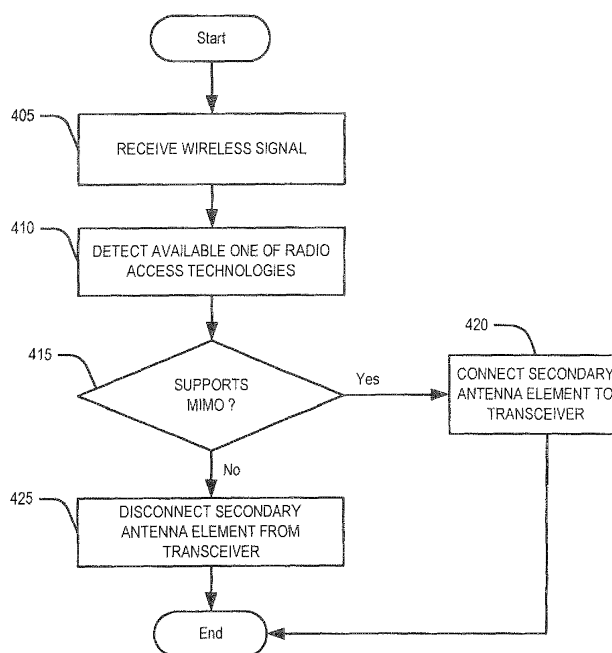 Start
405
RECEIVE WIRELESS SIGNAL
410
DETECT AVAILABLE ONE OF RADIO
ACCESS TECHNOLOGIES
415
SUPPORTS
MIMO ?
Yes
420
CONNECT SECONDARY
ANTENNA ELEMENT TO
TRANSCEIVER
No
425
DISCONNECT SECONDARY
ANTENNA ELEMENT FROM
TRANSCEIVER
End